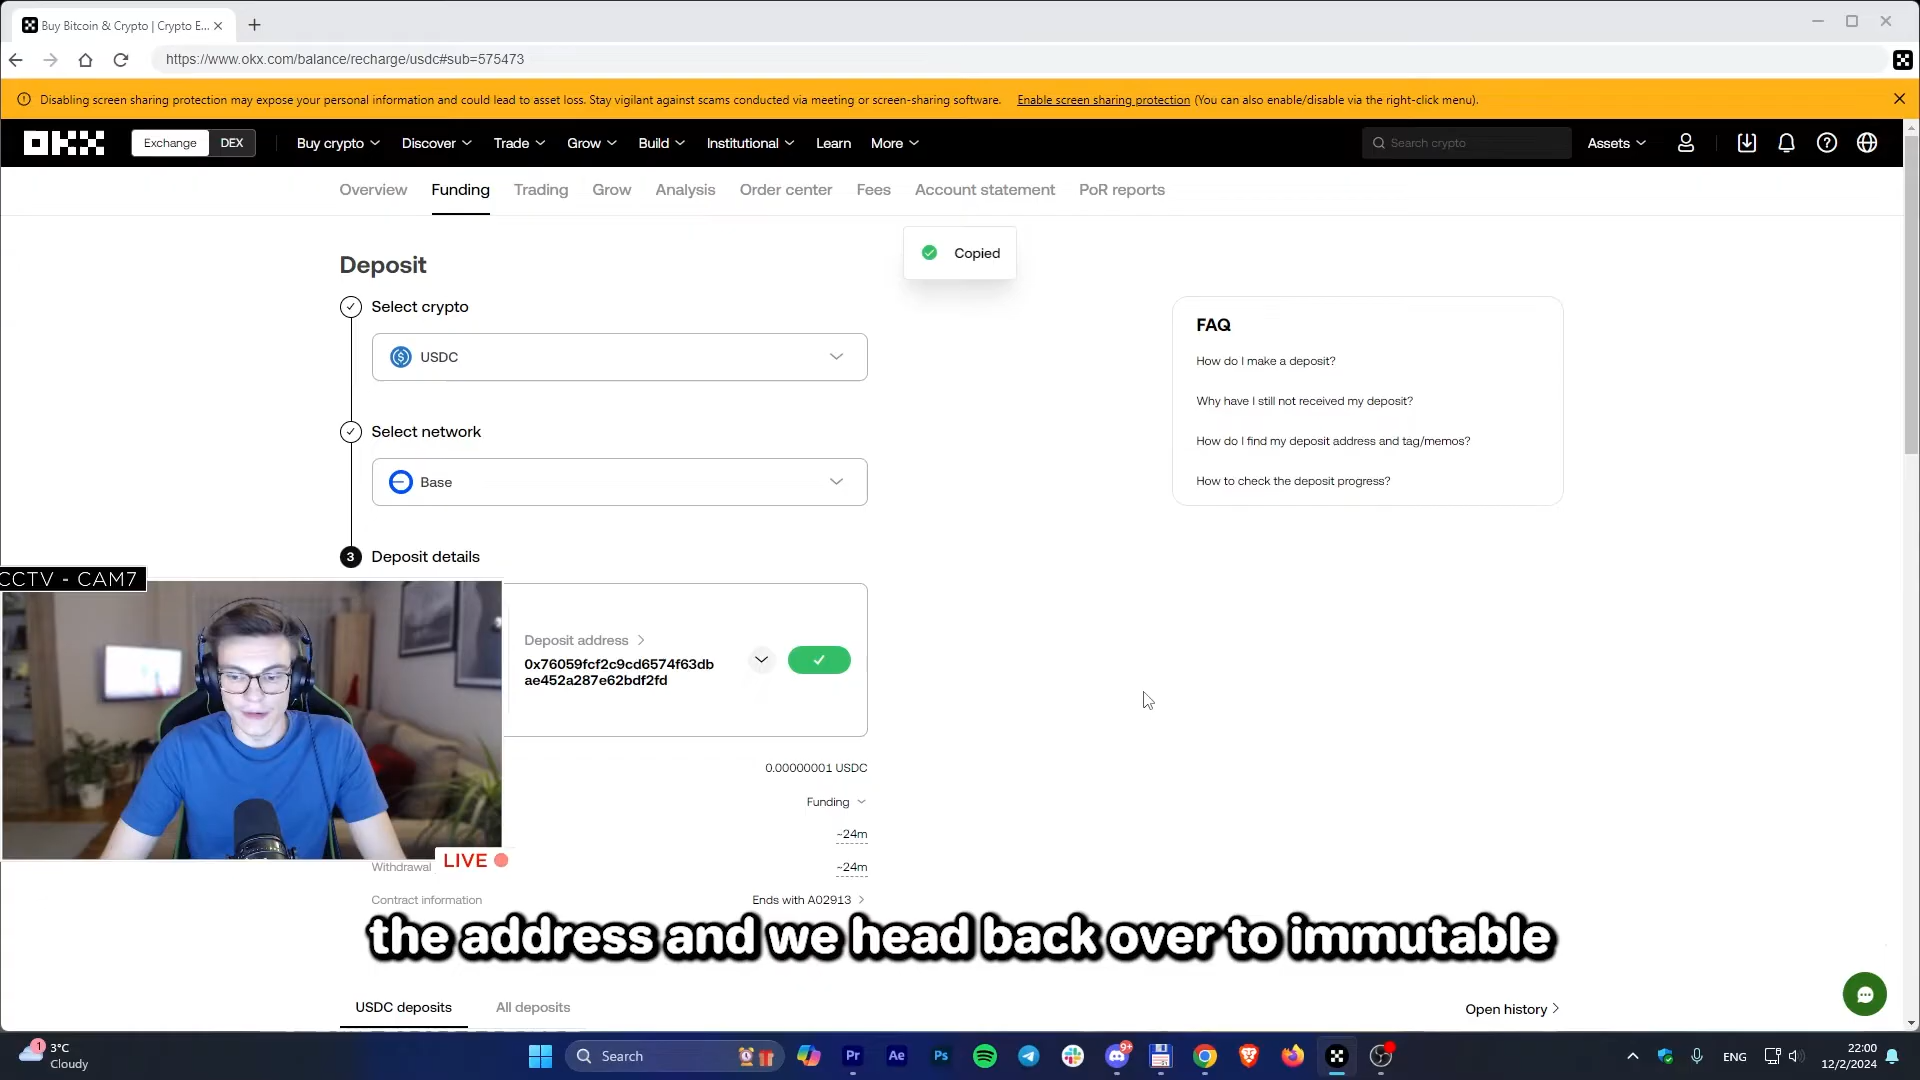 Buy Bitcoin & Crypto | Crypto E...
https://www.okx.com/balance/recharge/usdc#sub=575473
Disabling screen sharing protection may expose your personal information and could lead to asset loss. Stay vigilant against scams conducted via meeting or screen-sharing software. Enable screen sharing protection (You can also enable/disable via the right-click menu).
OKX Exchange DEX Buy crypto Discover Trade Grow Build Institutional Learn More Search crypto Assets
Overview Funding Trading Grow Analysis Order center Fees Account statement PoR reports
Copied
Deposit
Select crypto
USDC
Select network
Base
3 Deposit details
Deposit address
0x76059fcf2c9cd6574f63db
ae452a287e62bdf2fd
0.00000001 USDC
Funding
~24m
Withdrawal ~24m
Contract information Ends with A02913
FAQ
How do I make a deposit?
Why have I still not received my deposit?
How do I find my deposit address and tag/memos?
How to check the deposit progress?
CCTV - CAM7
LIVE
the address and we head back over to immutable
USDC deposits All deposits Open history
1
3°C
Cloudy
Search
Pr Ae Ps
9+
ENG
22:00
12/2/2024